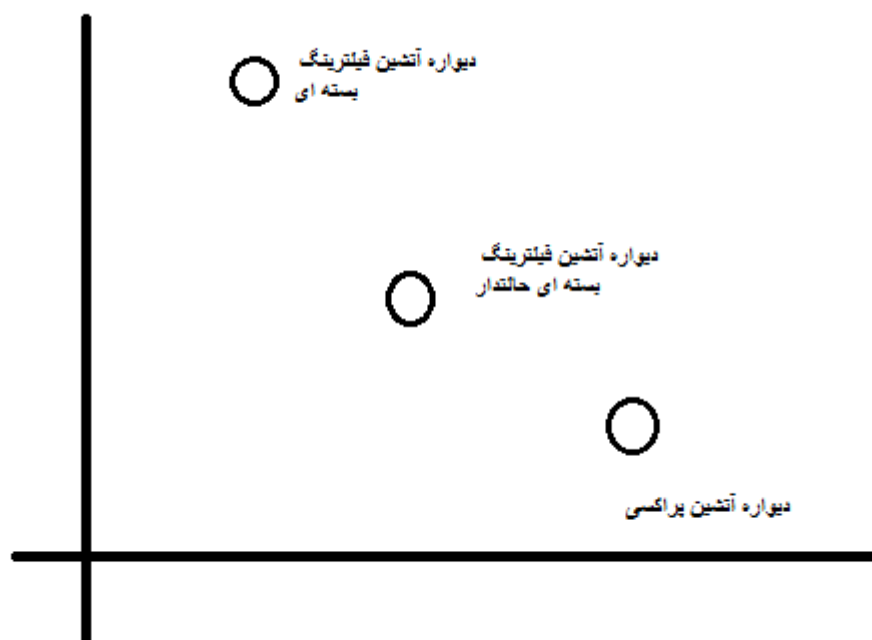 دیواره آتشین فیلترینگ
بسته ای
دیواره آتشین فیلترینگ
بسته ای حالتدار
دیواره آتشین پراکسی